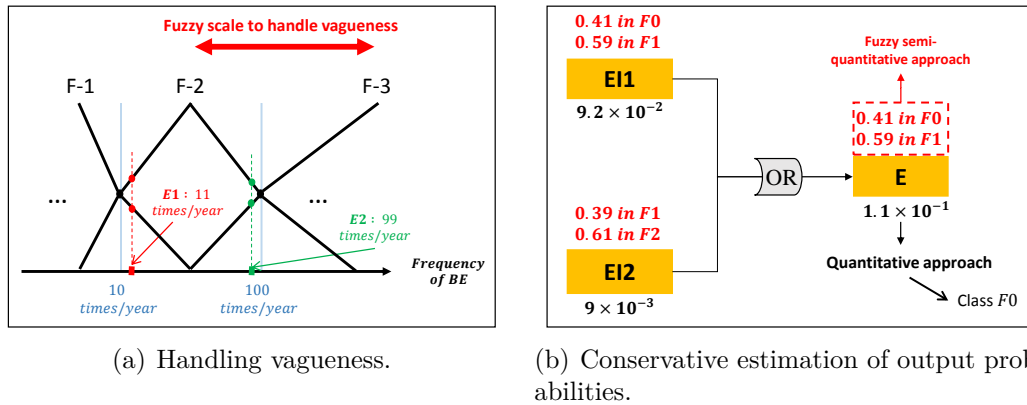 Fuzzy scale to handle vagueness
F-1
F-2
F-3
...
...
E1: 11
times/year
E2: 99
times/year
Frequency
of BE
10
times/year
100
times/year
(a) Handling vagueness.
0.41 in F0
0.59 in F1
EI1
9.2 × 10⁻²
0.39 in F1
0.61 in F2
EI2
9 × 10⁻³
OR
Fuzzy semi-
quantitative
approach
0.41 in F0
0.59 in F1
E
1.1 × 10⁻¹
Quantitative approach
Class F0
(b) Conservative estimation of output prob
abilities.